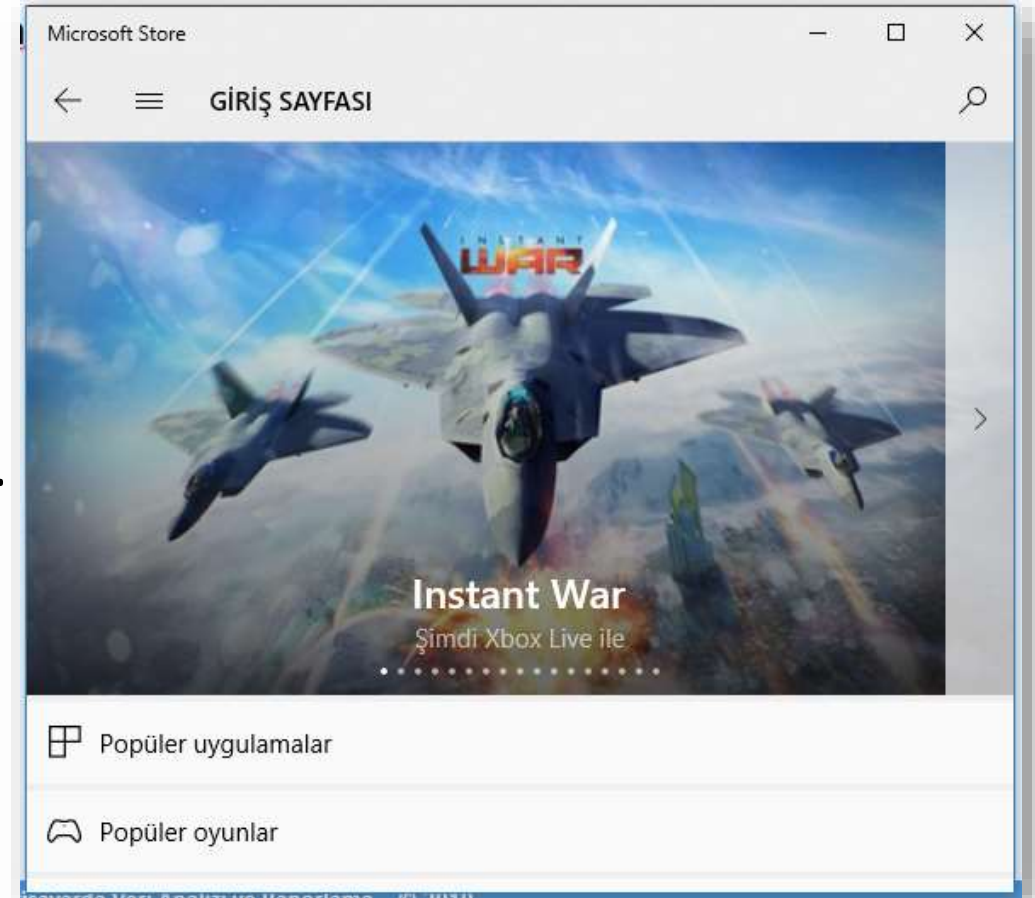 Microsoft Store
GİRİŞ SAYFASI
INSTANT
WAR
Instant War
Şimdi Xbox Live ile
Popüler uygulamalar
Popüler oyunlar